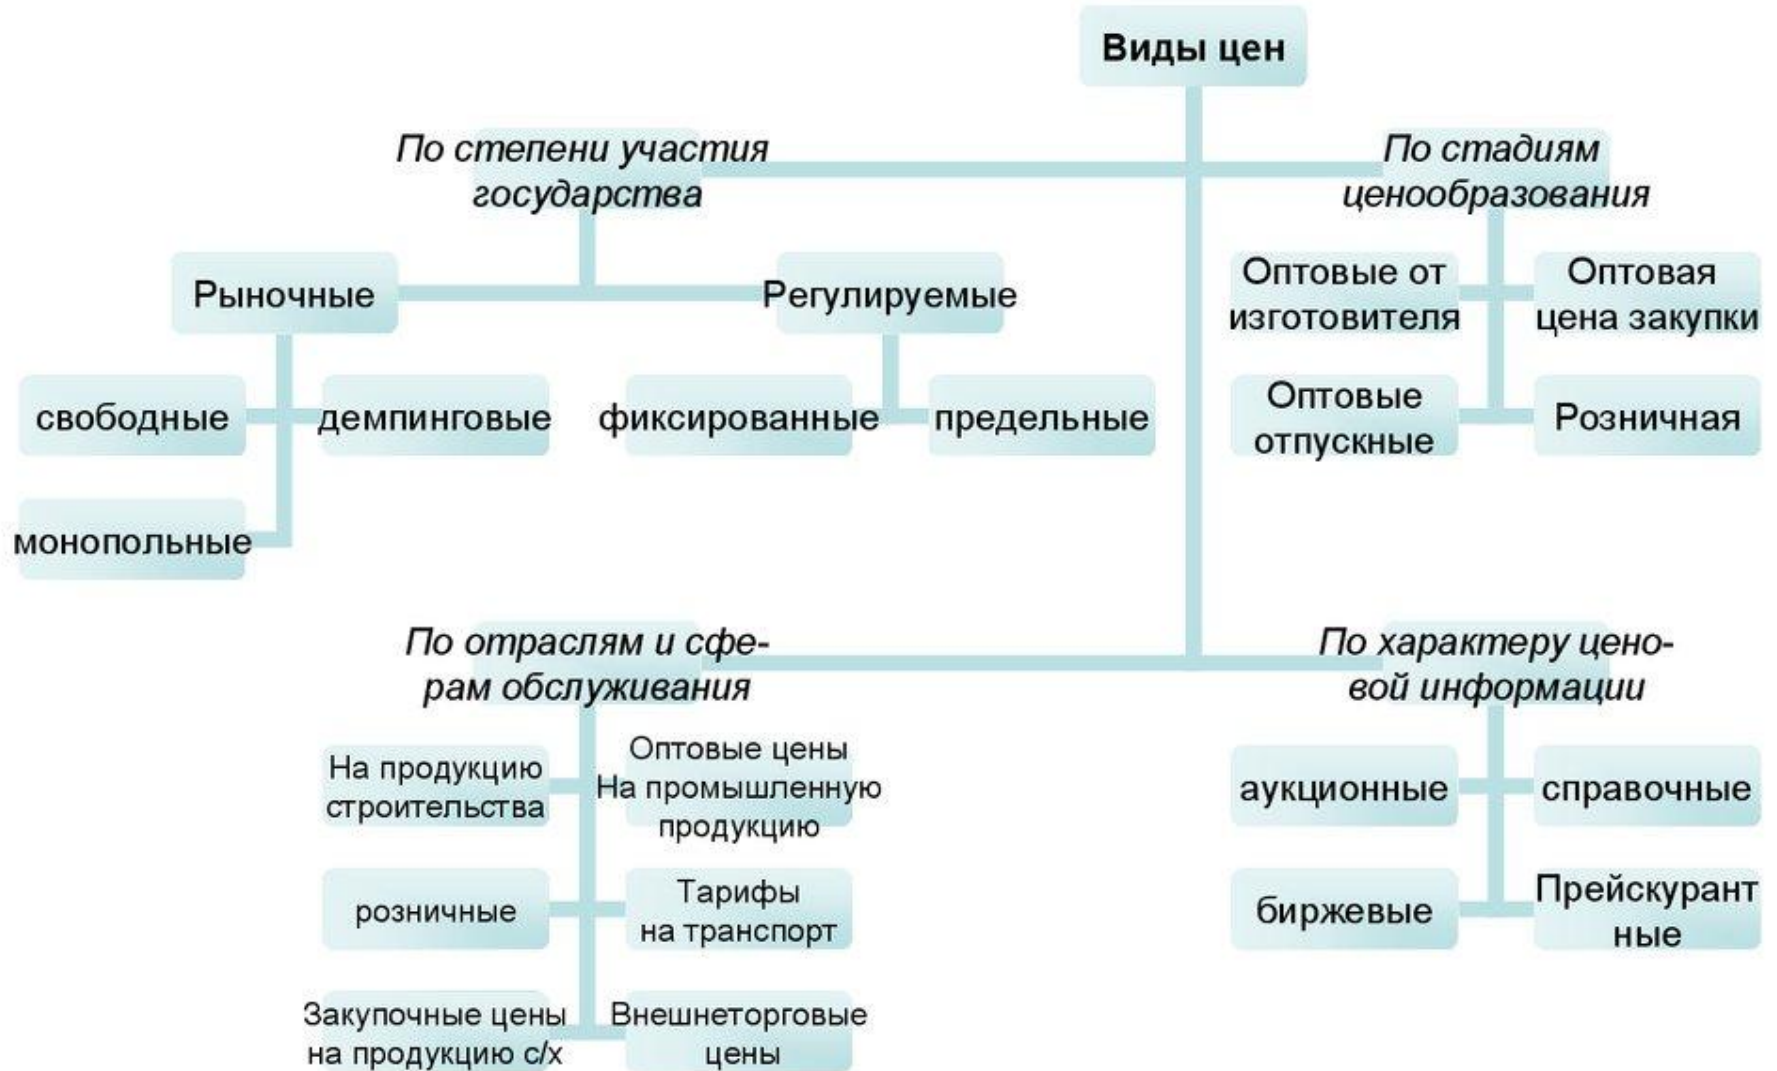 Виды цен
По степени участия
государства
По стадиям
ценообразования
Рыночные
Регулируемые
Оптовые от
изготовителя
Оптовая
цена закупки
свободные
демпинговые
фиксированные
предельные
Оптовые
отпускные
Розничная
монопольные
По отраслям и сфе-
рам обслуживания
По характеру цено-
вой информации
На продукцию
строительства
Оптовые цены
На промышленную
продукцию
аукционные
справочные
розничные
Тарифы
на транспорт
биржевые
Прейскурант
ные
Закупочные цены
на продукцию с/х
Внешнеторговые
цены